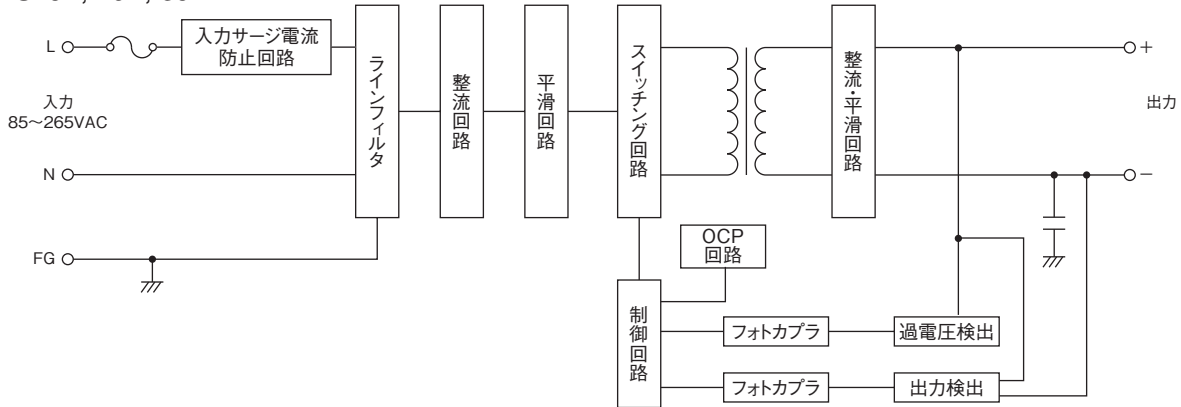 L
入力サージ電流
防止回路
入力
85〜265VAC
N
FG
ラインフィルタ
整流回路
平滑回路
スイッチング回路
整流・平滑回路
+
出力
−
OCP
回路
制御回路
フォトカプラ
過電圧検出
フォトカプラ
出力検出